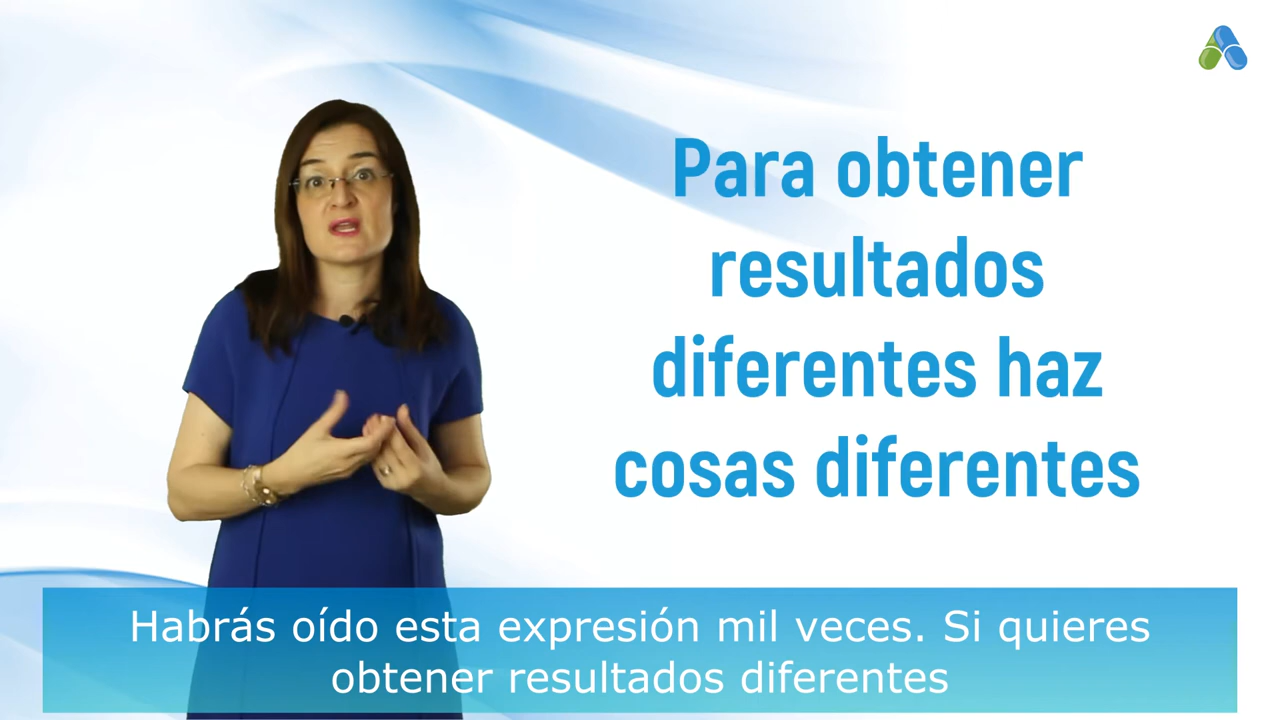 Para obtener
resultados
diferentes haz
cosas diferentes
Habrás oído esta expresión mil veces. Si quieres
obtener resultados diferentes